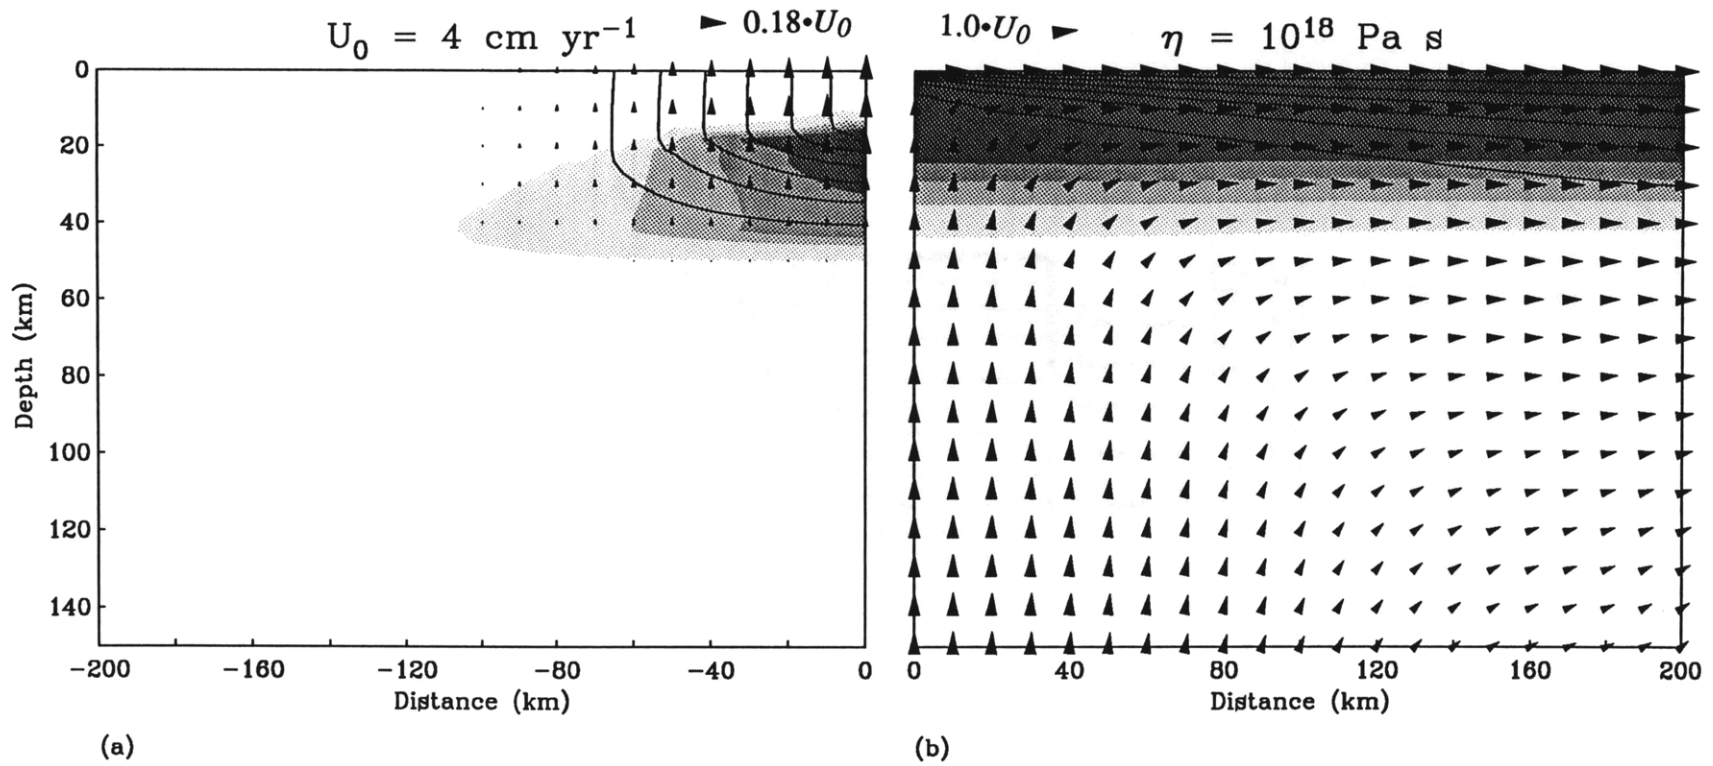 U₀ = 4 cm yr⁻¹ 0.18•U₀ 1.0•U₀ η = 10¹⁸ Pa s
0
20
40
60
80
100
120
140
Depth (km)
-200 -160 -120 -80 -40 0
Distance (km)
0 40 80 120 160 200
Distance (km)
(a)
(b)